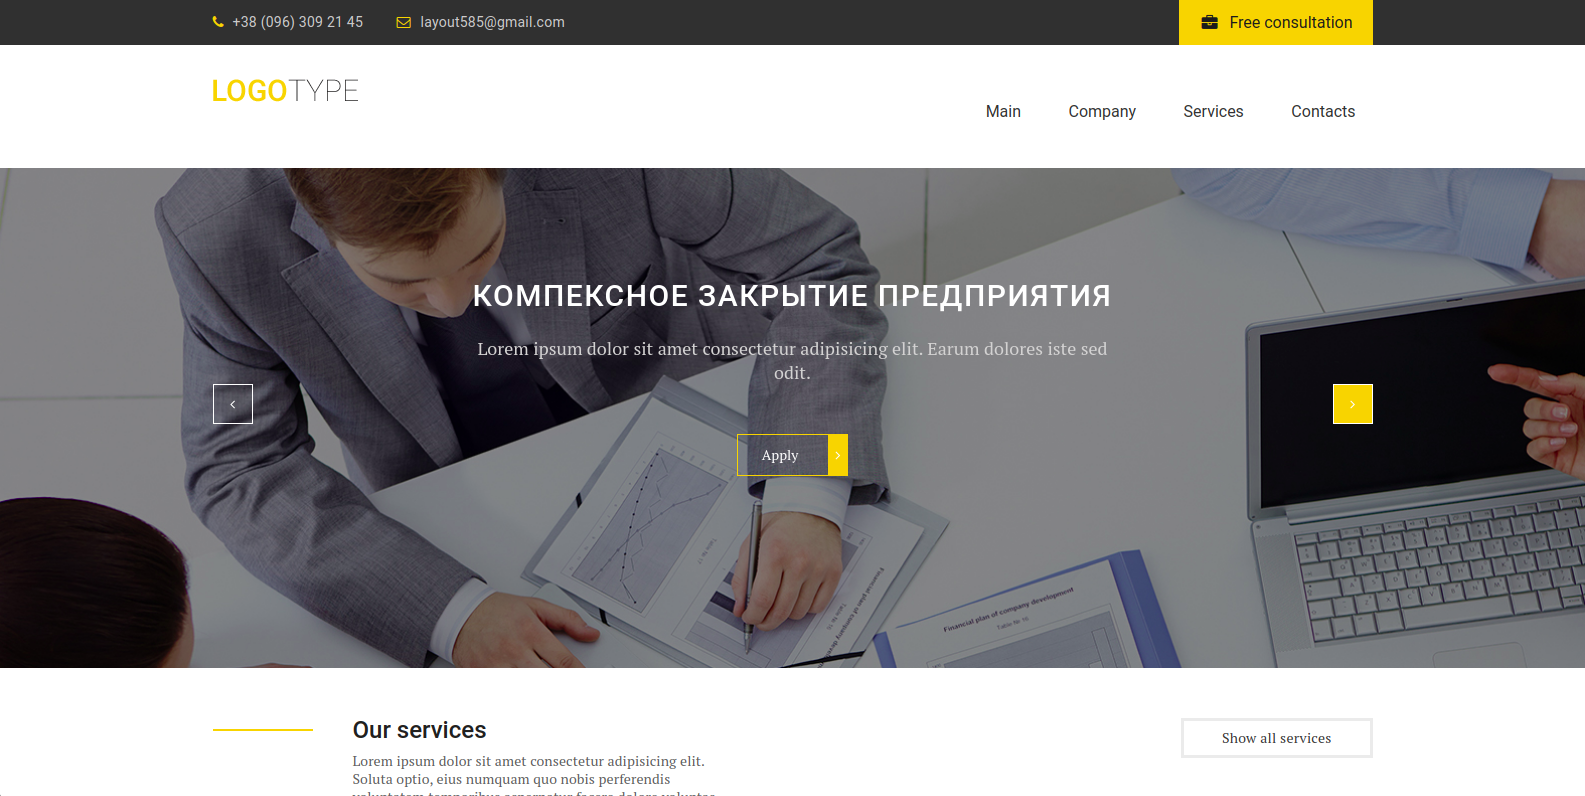 +38 (096) 309 21 45
layout585@gmail.com
Free consultation
LOGOTYPE
Main
Company
Services
Contacts
КОМПЕКСНОЕ ЗАКРЫТИЕ ПРЕДПРИЯТИЯ
Lorem ipsum dolor sit amet consectetur adipisicing elit. Earum dolores iste sed
odit.
Apply
Financial plan of company development
Table № 16
Our services
Show all services
Lorem ipsum dolor sit amet consectetur adipisicing elit.
Soluta optio, eius numquam quo nobis perferendis